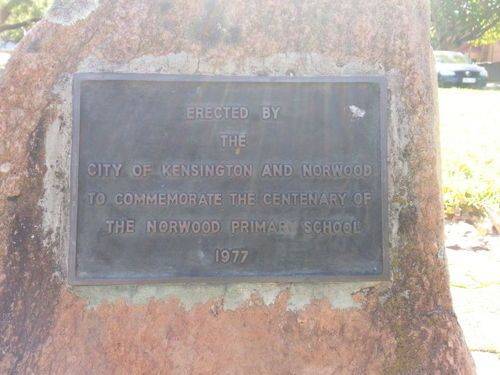 ERECTED BY
THE
CITY OF KENSINGTON AND NORWOOD
TO COMMEMORATE THE CENTENARY OF
THE NORWOOD PRIMARY SCHOOL
1977